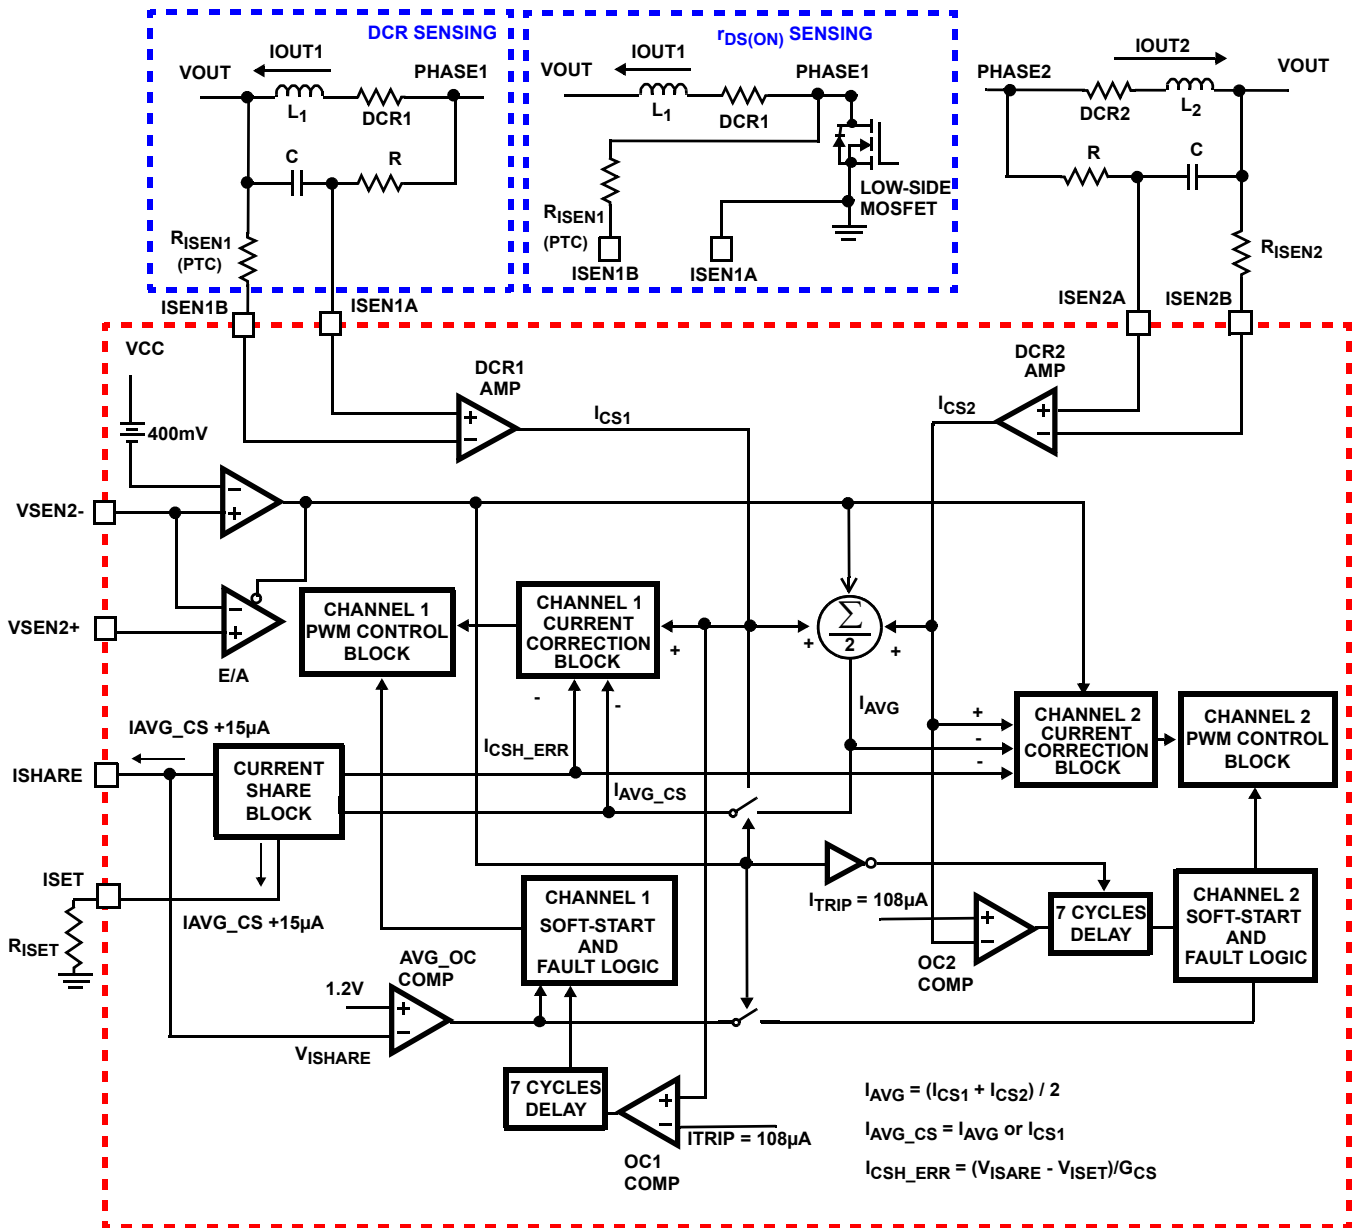 DCR SENSING
IOUT1
VOUT
PHASE1
L1
DCR1
C
R
RISEN1
(PTC)
rDS(ON) SENSING
IOUT1
VOUT
PHASE1
L1
DCR1
RISEN1
(PTC)
LOW-SIDE
MOSFET
ISEN1B
ISEN1A
IOUT2
PHASE2
VOUT
DCR2
L2
R
C
RISEN2
ISEN1B
ISEN1A
ISEN2A
ISEN2B
VCC
400mV
DCR1
AMP
+
−
ICS1
DCR2
AMP
+
−
ICS2
VSEN2-
−
+
VSEN2+
−
+
E/A
CHANNEL 1
PWM CONTROL
BLOCK
CHANNEL 1
CURRENT
CORRECTION
BLOCK
+
-
-
Σ
2
+
+
IAVG
CHANNEL 2
CURRENT
CORRECTION
BLOCK
+
-
-
CHANNEL 2
PWM CONTROL
BLOCK
IAVG_CS +15µA
ISHARE
CURRENT
SHARE
BLOCK
ICSH_ERR
IAVG_CS
ISET
IAVG_CS +15µA
RISET
CHANNEL 1
SOFT-START
AND
FAULT LOGIC
ITRIP = 108µA
+
−
OC2
COMP
7 CYCLES
DELAY
CHANNEL 2
SOFT-START
AND
FAULT LOGIC
AVG_OC
COMP
1.2V
+
−
VISHARE
7 CYCLES
DELAY
+
−
ITRIP = 108µA
OC1
COMP
IAVG = (ICS1 + ICS2) / 2
IAVG_CS = IAVG or ICS1
ICSH_ERR = (VISARE - VISET)/GCS